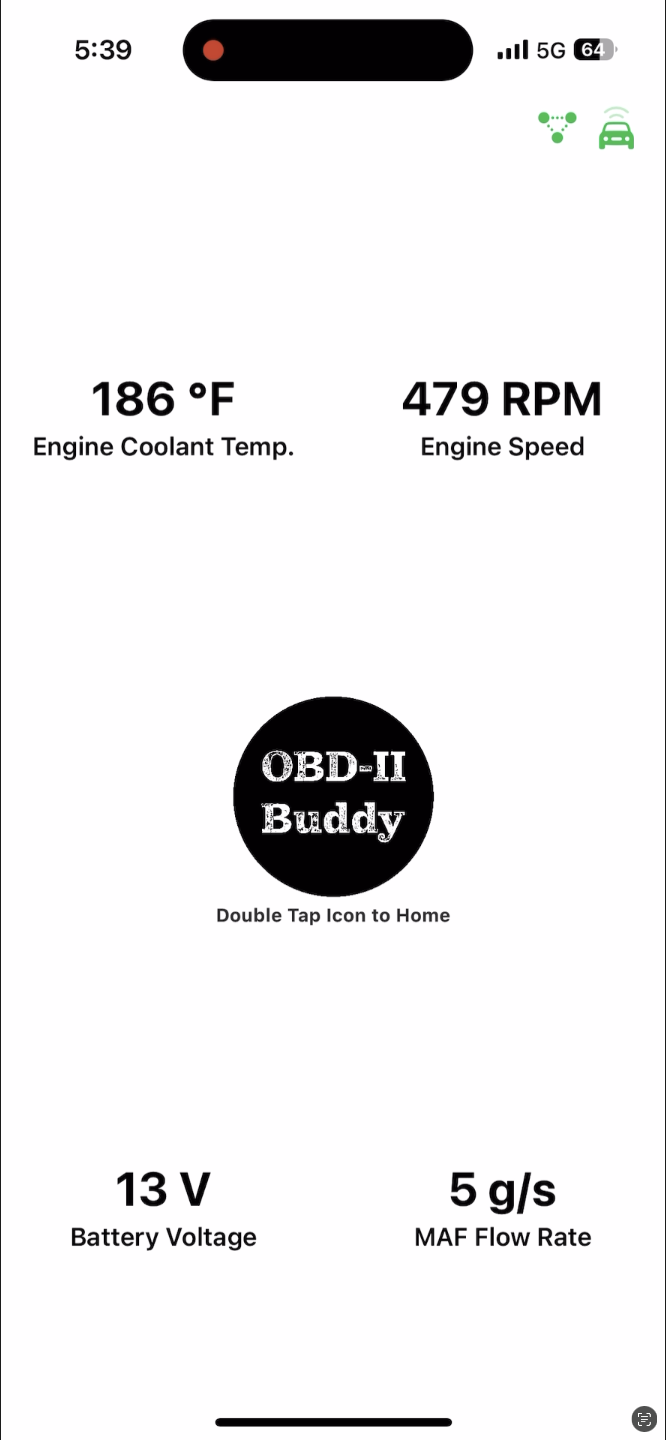 5:39
5G
64
186 °F
479 RPM
Engine Coolant Temp.
Engine Speed
OBD-II
Buddy
Double Tap Icon to Home
13 V
5 g/s
Battery Voltage
MAF Flow Rate